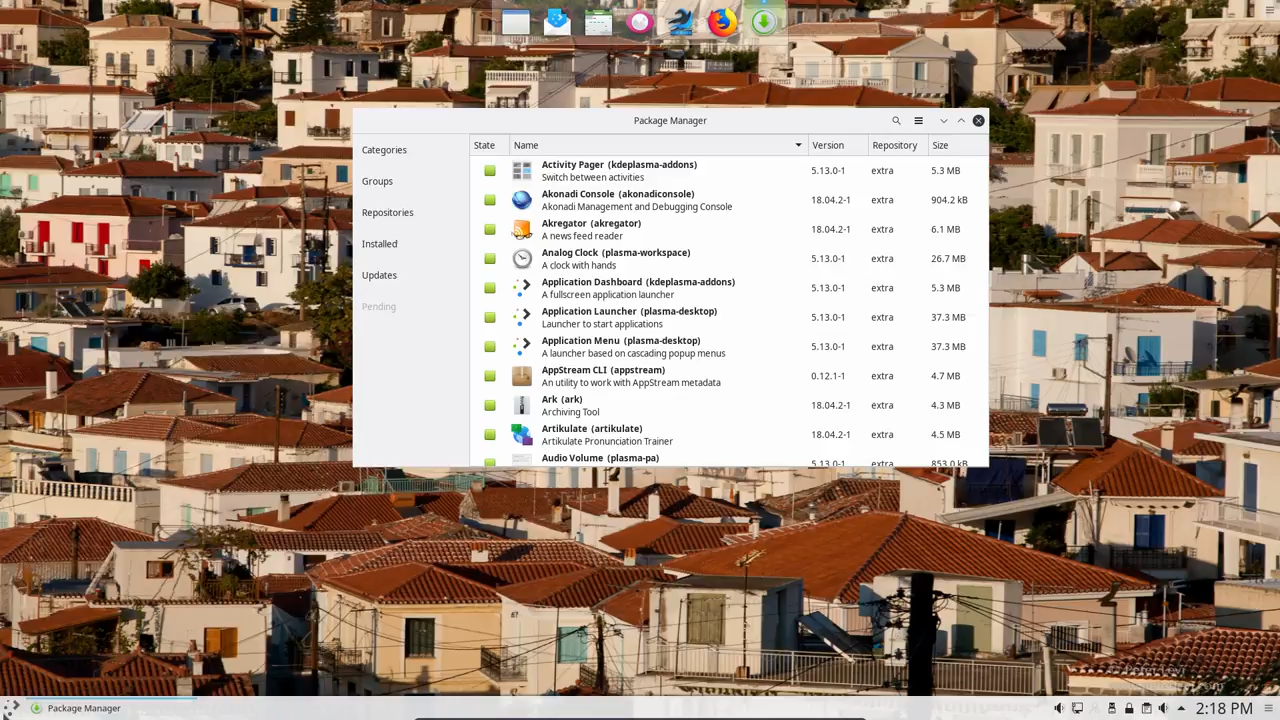 Package Manager
Categories
Groups
Repositories
Installed
Updates
Pending
State Name Version Repository Size
Activity Pager (kdeplasma-addons)
Switch between activities
5.13.0-1 extra 5.3 MB
Akonadi Console (akonadiconsole)
Akonadi Management and Debugging Console
18.04.2-1 extra 904.2 kB
Akregator (akregator)
A news feed reader
18.04.2-1 extra 6.1 MB
Analog Clock (plasma-workspace)
A clock with hands
5.13.0-1 extra 26.7 MB
Application Dashboard (kdeplasma-addons)
A fullscreen application launcher
5.13.0-1 extra 5.3 MB
Application Launcher (plasma-desktop)
Launcher to start applications
5.13.0-1 extra 37.3 MB
Application Menu (plasma-desktop)
A launcher based on cascading popup menus
5.13.0-1 extra 37.3 MB
AppStream CLI (appstream)
An utility to work with AppStream metadata
0.12.1-1 extra 4.7 MB
Ark (ark)
Archiving Tool
18.04.2-1 extra 4.3 MB
Artikulate (artikulate)
Artikulate Pronunciation Trainer
18.04.2-1 extra 4.5 MB
Audio Volume (plasma-pa)
5.13.0-1 extra 853.0 kB
Package Manager
2:18 PM